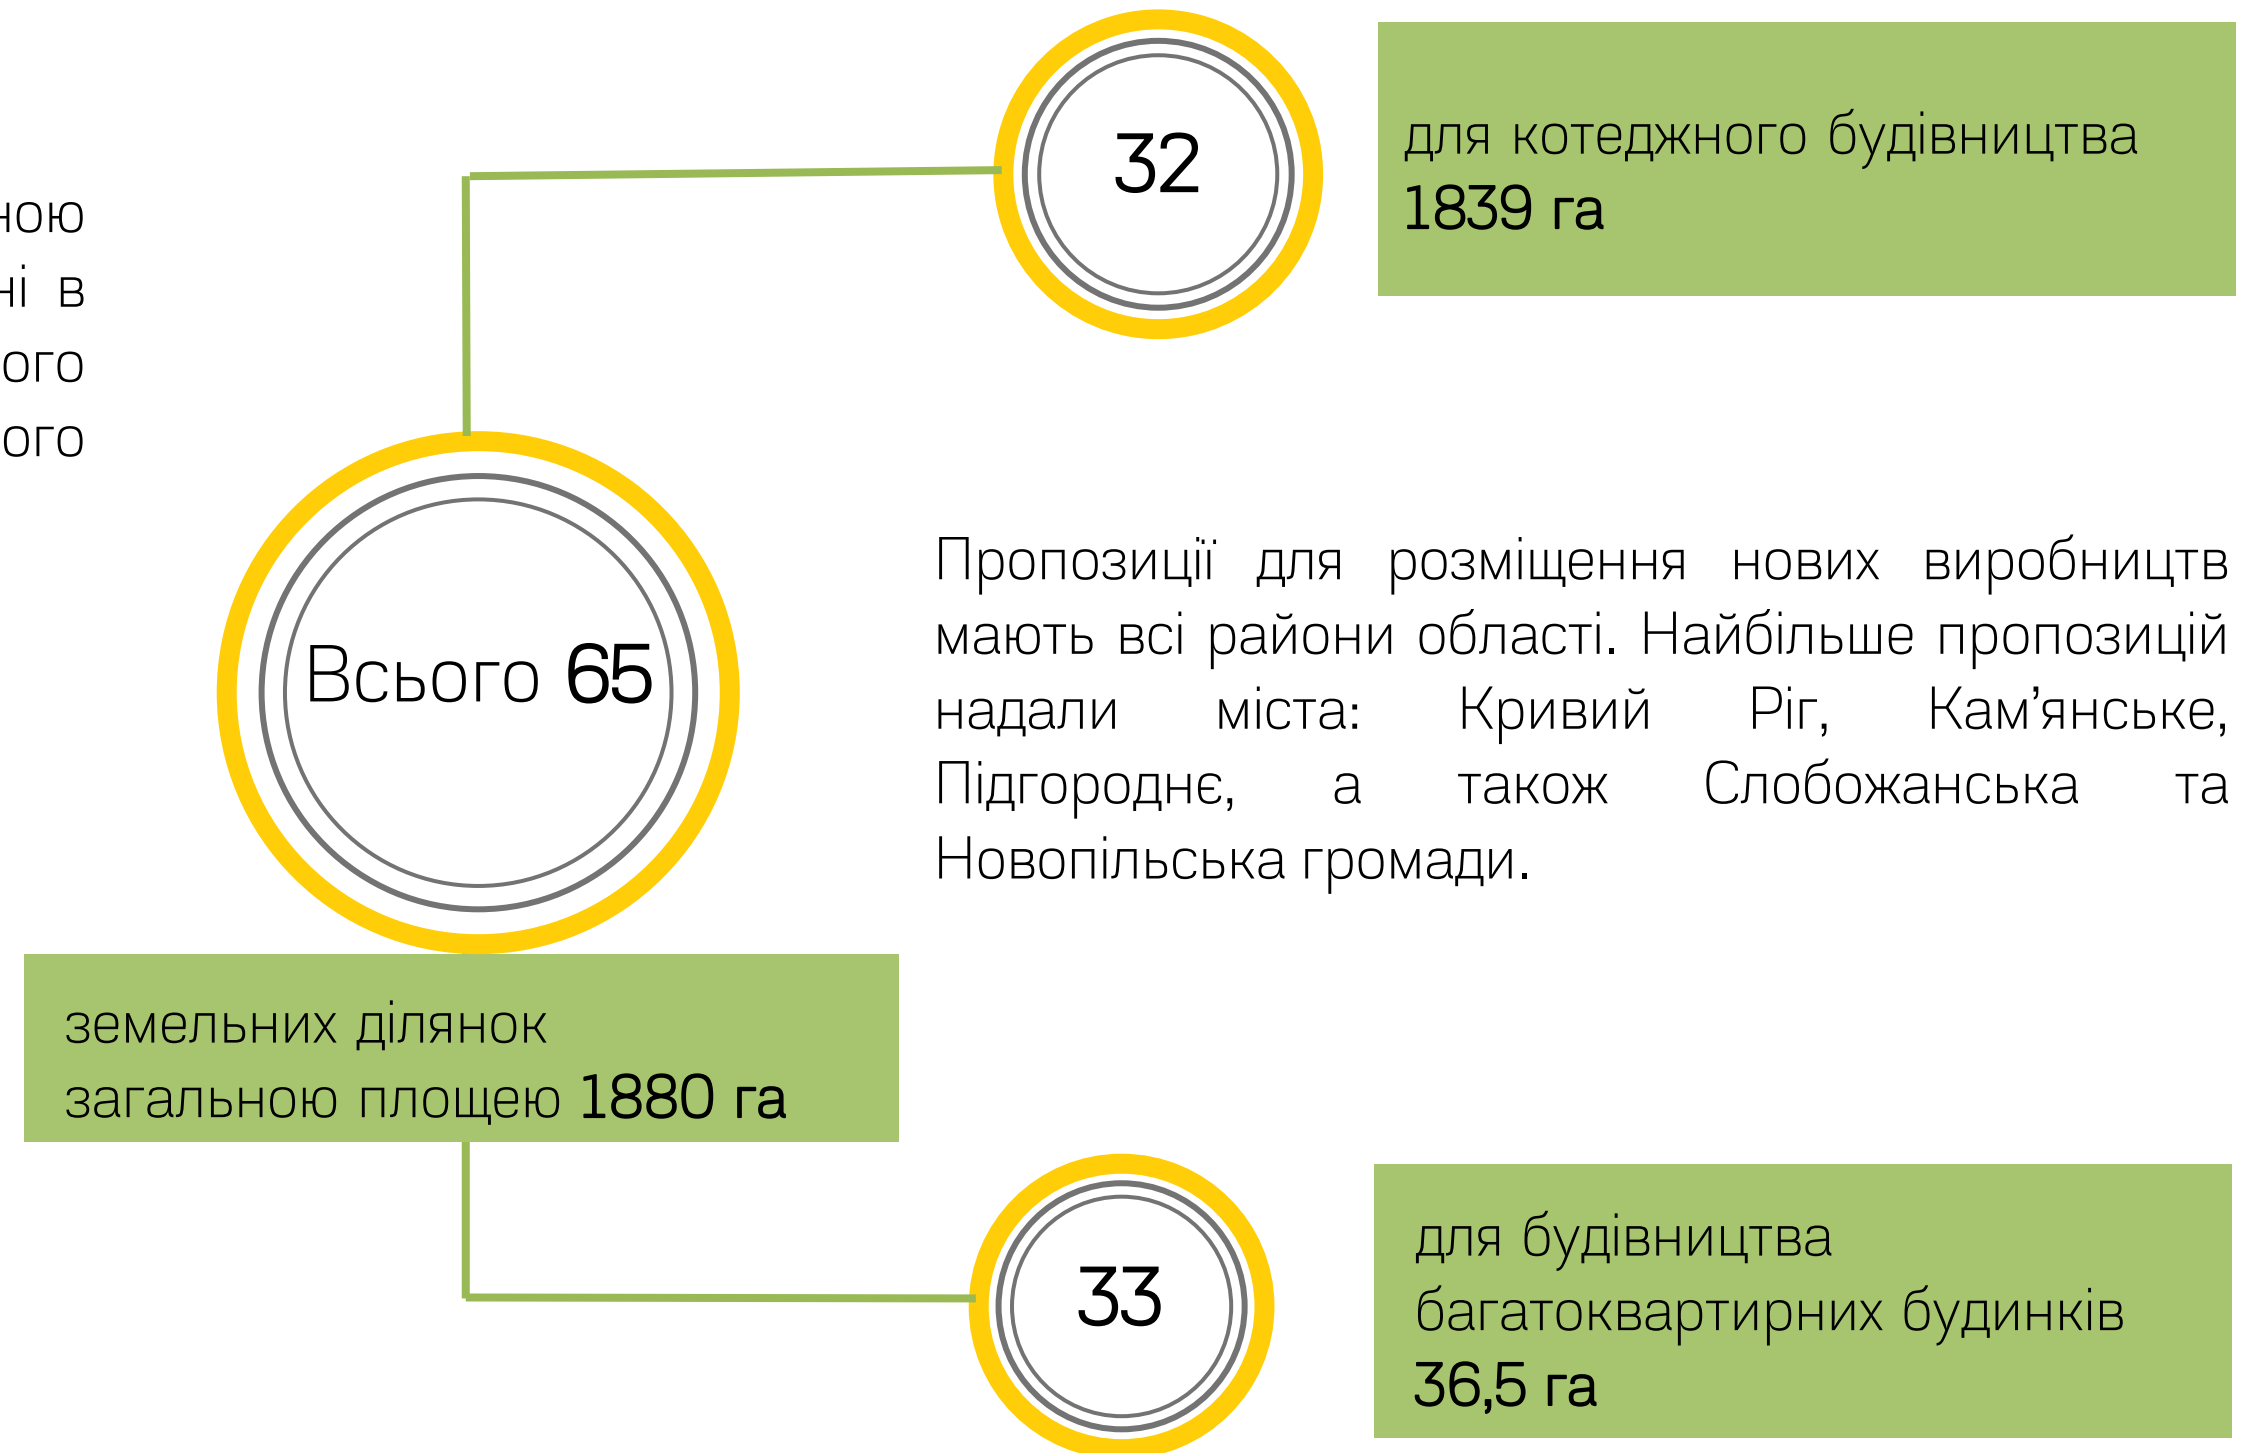 32
для котеджного будівництва
1839 га
ні в
Всього 65
Пропозиції для розміщення нових виробництв
мають всі райони області. Найбільше пропозицій
надали міста: Кривий Ріг, Кам’янське,
Підгороднє, а також Слобожанська та
Новопільська громади.
земельних ділянок
загальною площею 1880 га
33
для будівництва
багатоквартирних будинків
36,5 га